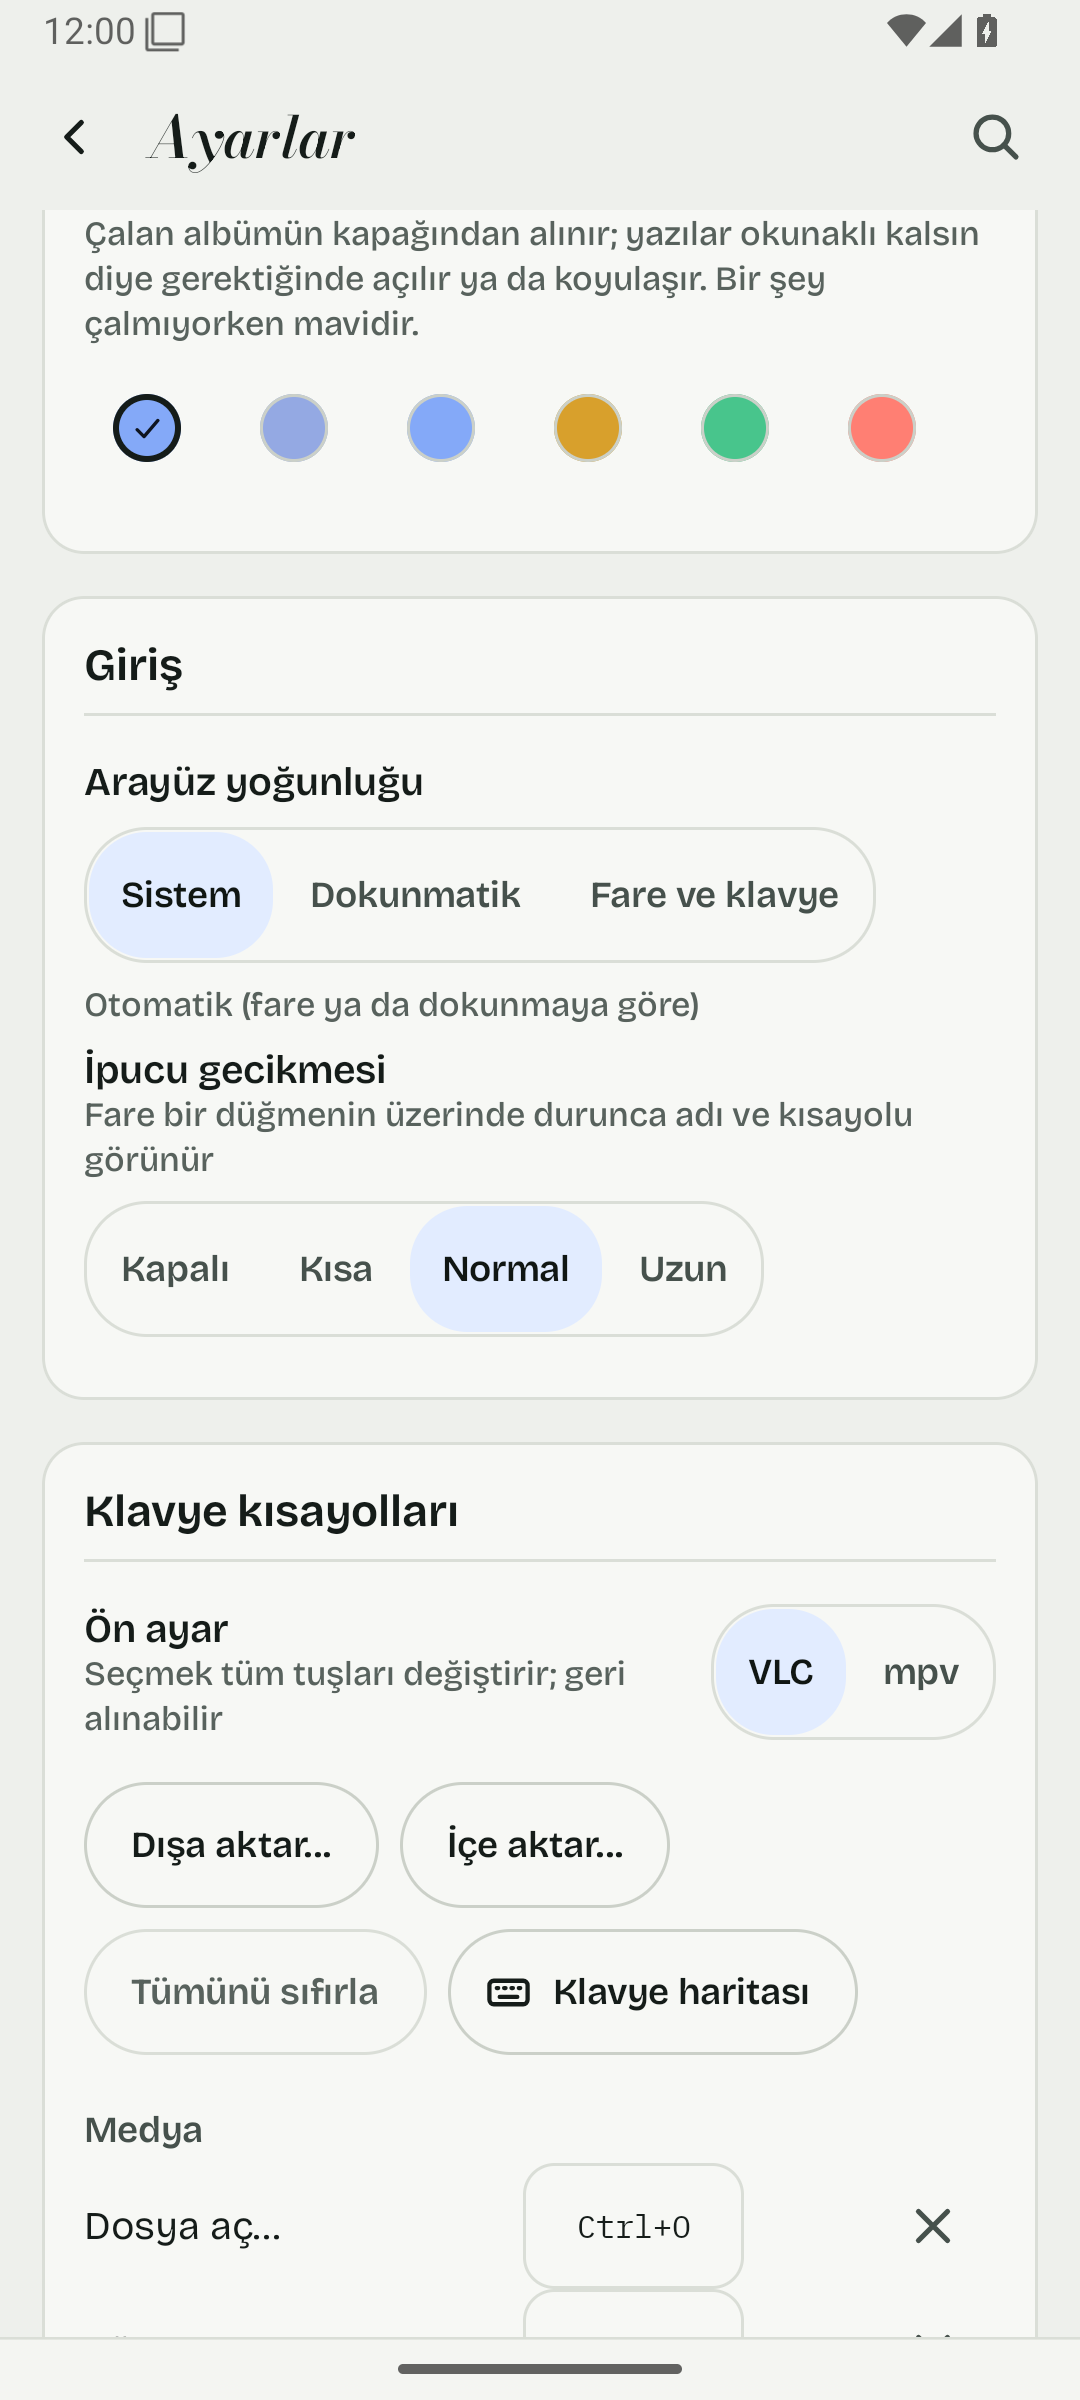 12:00
Ayarlar
Çalan albümün kapağından alınır; yazılar okunaklı kalsın
diye gerektiğinde açılır ya da koyulaşır. Bir şey
çalmıyorken mavidir.
Giriş
Arayüz yoğunluğu
Sistem Dokunmatik Fare ve klavye
Otomatik (fare ya da dokunmaya göre)
İpucu gecikmesi
Fare bir düğmenin üzerinde durunca adı ve kısayolu
görünür
Kapalı Kısa Normal Uzun
Klavye kısayolları
Ön ayar
Seçmek tüm tuşları değiştirir; geri
alınabilir
VLC mpv
Dışa aktar... İçe aktar...
Tümünü sıfırla Klavye haritası
Medya
Dosya aç... Ctrl+O